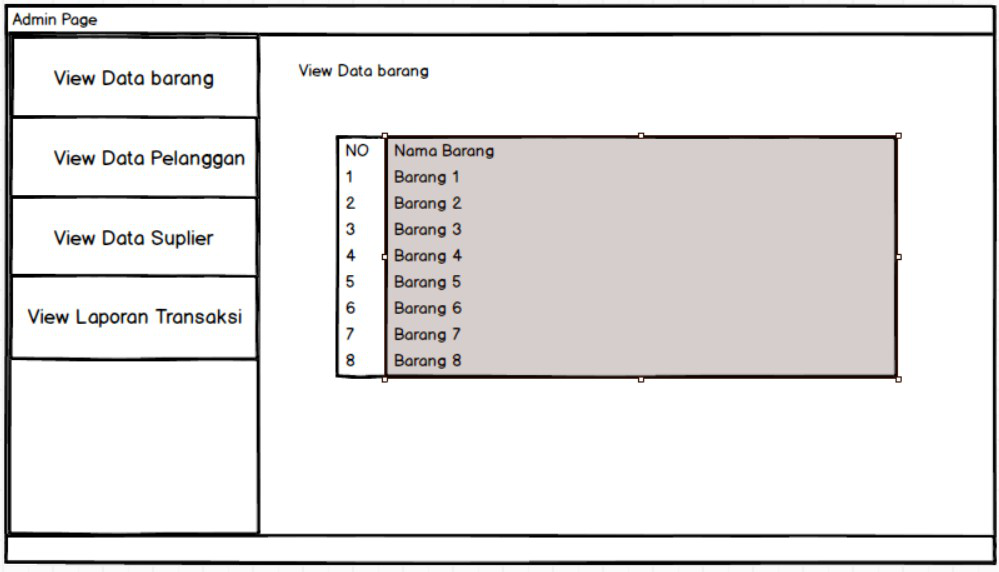 Admin Page
View Data barang
View Data Pelanggan
View Data Suplier
View Laporan Transaksi
View Data barang
NO Nama Barang
1 Barang 1
2 Barang 2
3 Barang 3
4 Barang 4
5 Barang 5
6 Barang 6
7 Barang 7
8 Barang 8